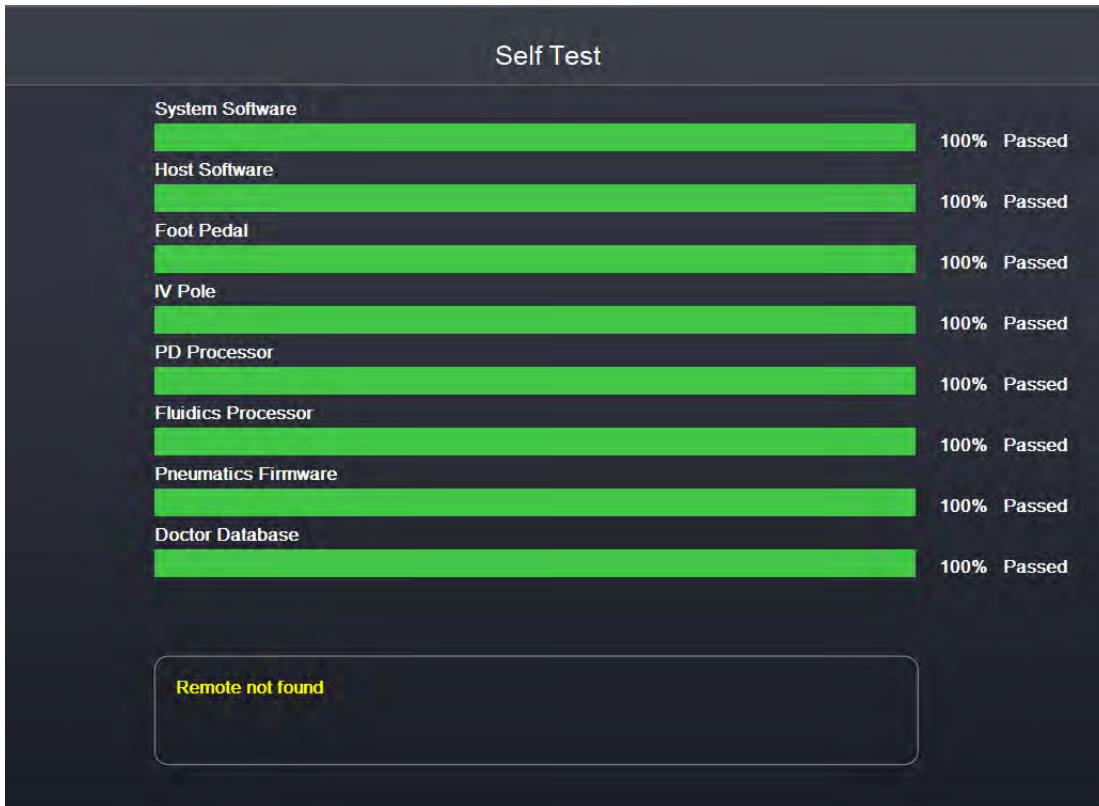 Self Test
System Software
100% Passed
Host Software
100% Passed
Foot Pedal
100% Passed
IV Pole
100% Passed
PD Processor
100% Passed
Fluidics Processor
100% Passed
Pneumatics Firmware
100% Passed
Doctor Database
100% Passed
Remote not found